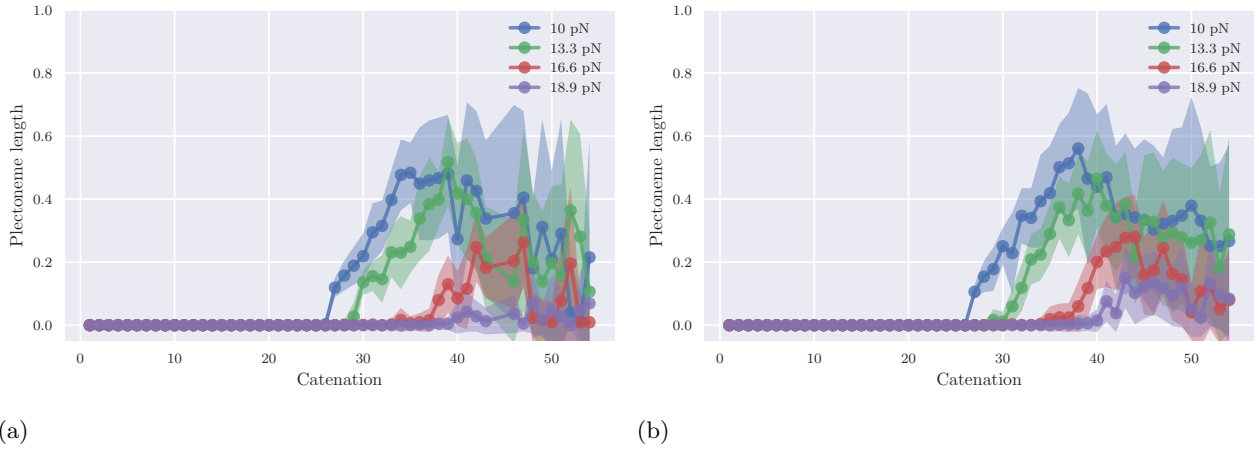 1.0
0.8
0.6
0.4
0.2
0.0
Plectoneme length
0 10 20 30 40 50
Catenation
10 pN
13.3 pN
16.6 pN
18.9 pN
(a)
1.0
0.8
0.6
0.4
0.2
0.0
Plectoneme length
0 10 20 30 40 50
Catenation
10 pN
13.3 pN
16.6 pN
18.9 pN
(b)